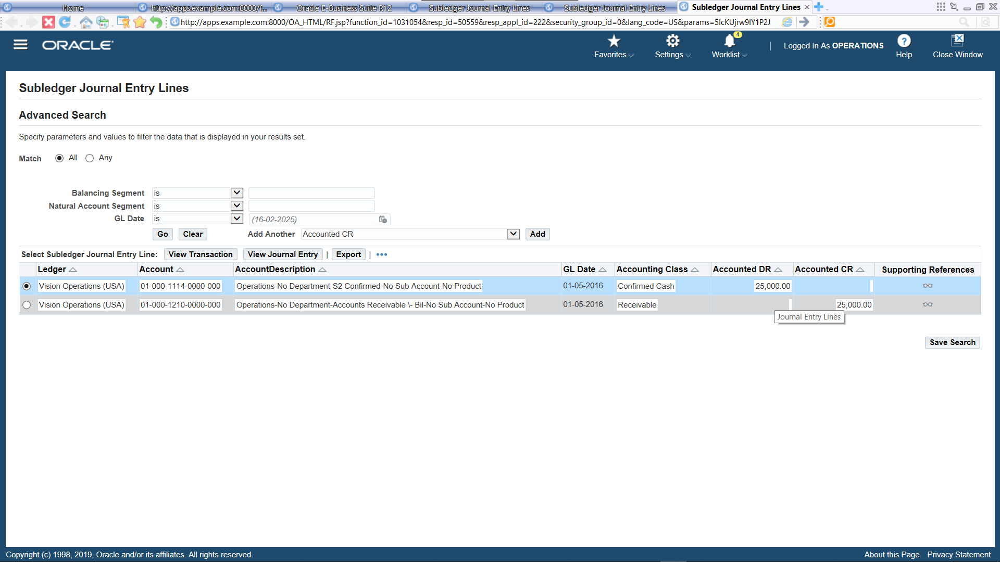 Home
http://apps.example.com:8000/f...
Oracle E-Business Suite R12
Subledger Journal Entry Lines
Subledger Journal Entry Lines
Subledger Journal Entry Lines
http://apps.example.com:8000/OA_HTML/RF.jsp?function_id=1031054&resp_id=50559&resp_appl_id=222&security_group_id=0&lang_code=US&params=5IcKUjrw9IY1P2J
ORACLE
Favorites
Settings
4
Worklist
Logged In As OPERATIONS
Help
Close Window
Subledger Journal Entry Lines
Advanced Search
Specify parameters and values to filter the data that is displayed in your results set.
Match All Any
Balancing Segment is
Natural Account Segment is
GL Date is (16-02-2025)
Go Clear Add Another Accounted CR Add
Select Subledger Journal Entry Line: View Transaction View Journal Entry | Export | •••
Ledger Account AccountDescription GL Date Accounting Class Accounted DR Accounted CR Supporting References
Vision Operations (USA) 01-000-1114-0000-000 Operations-No Department-S2 Confirmed-No Sub Account-No Product 01-05-2016 Confirmed Cash 25,000.00
Vision Operations (USA) 01-000-1210-0000-000 Operations-No Department-Accounts Receivable \- Bil-No Sub Account-No Product 01-05-2016 Receivable 25,000.00
Journal Entry Lines
Save Search
Copyright (c) 1998, 2019, Oracle and/or its affiliates. All rights reserved.
About this Page Privacy Statement